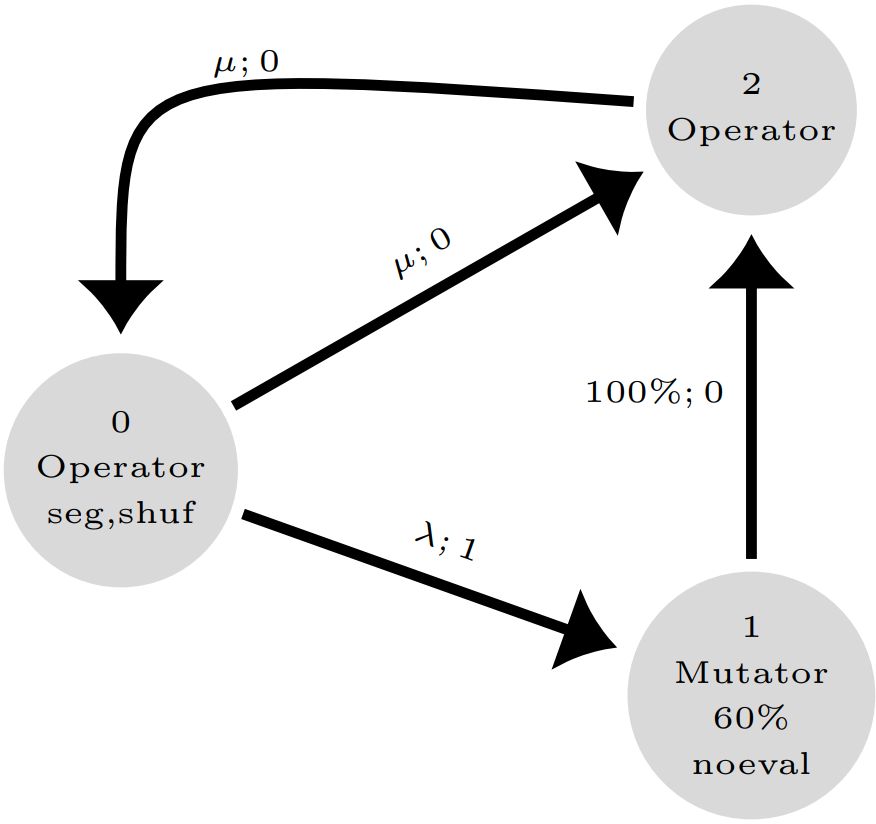 μ; 0
2
Operator
μ; 0
100%; 0
0
Operator
seg,shuf
λ; 1
1
Mutator
60%
noeval